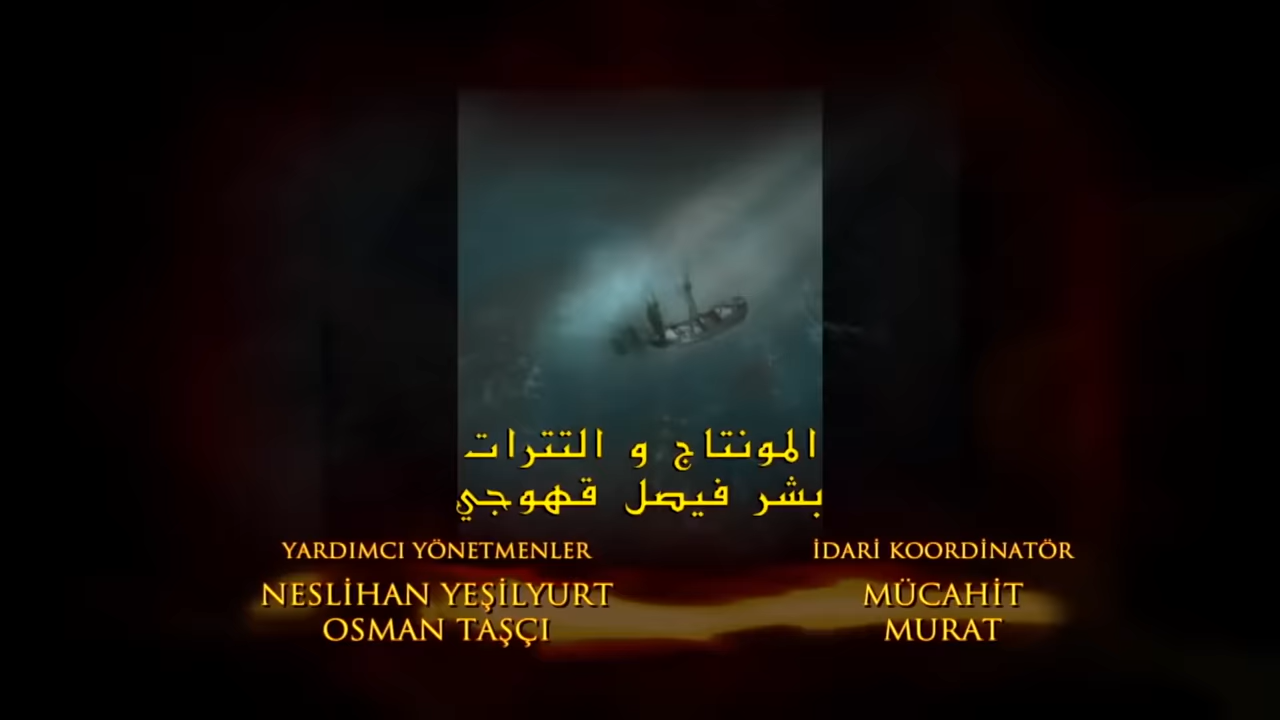 المونتاج و التترات
بشر فيصل قهوجي
YARDIMCI YÖNETMENLER
NESLİHAN YEŞİLYURT
OSMAN TAŞÇI
İDARİ KOORDİNATÖR
MÜCAHİT
MURAT